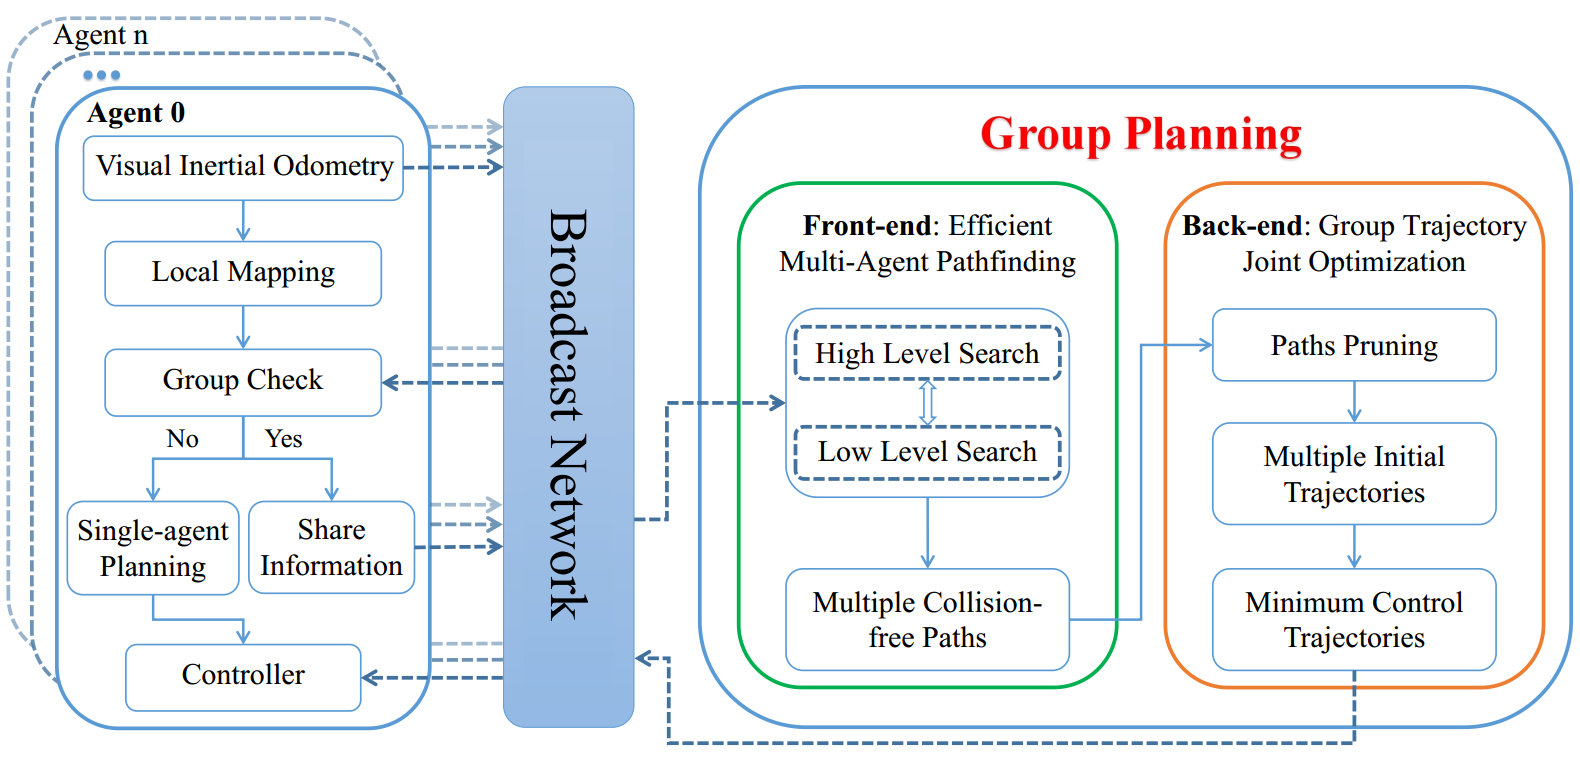 Agent n
Agent 0
Visual Inertial Odometry
Local Mapping
Group Check
No
Yes
Single-agent
Planning
Share
Information
Controller
Broadcast Network
Group Planning
Front-end: Efficient
Multi-Agent Pathfinding
High Level Search
Low Level Search
Multiple Collision-
free Paths
Back-end: Group Trajectory
Joint Optimization
Paths Pruning
Multiple Initial
Trajectories
Minimum Control
Trajectories